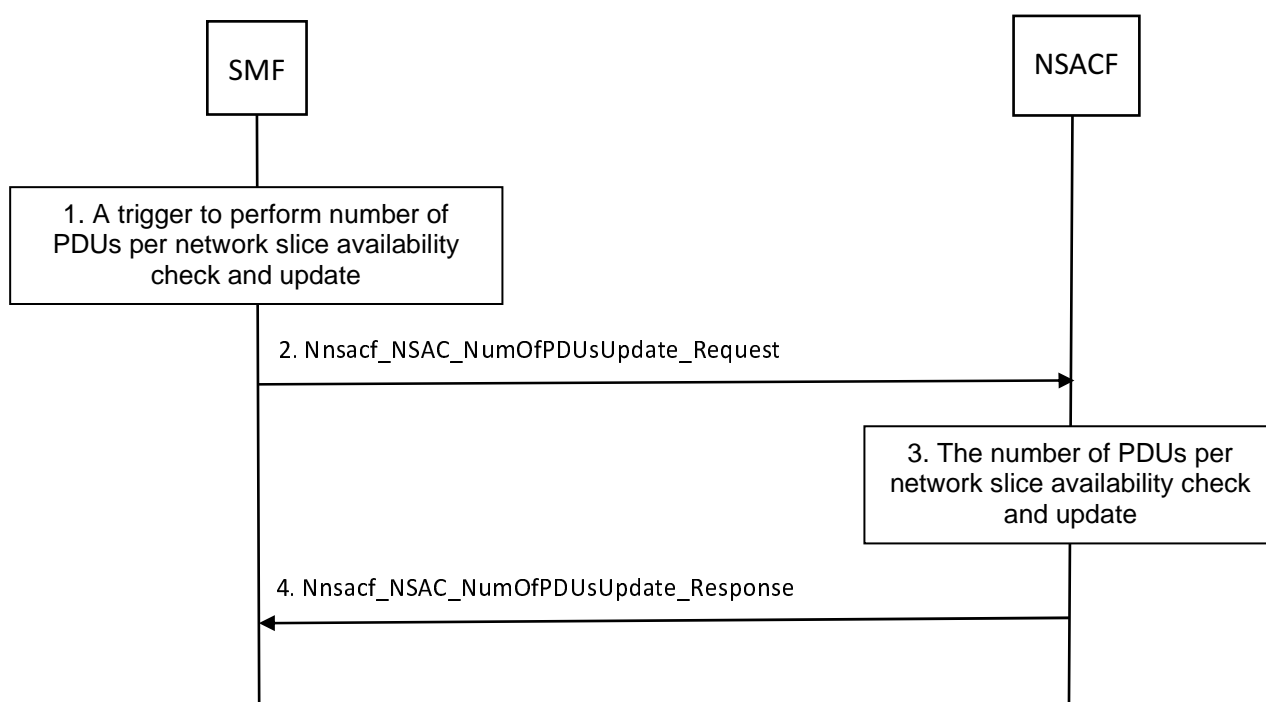 SMF
NSACF
1. A trigger to perform number of
PDUs per network slice availability
check and update
2. Nnsacf_NSAC_NumOfPDUsUpdate_Request
3. The number of PDUs per
network slice availability check
and update
4. Nnsacf_NSAC_NumOfPDUsUpdate_Response